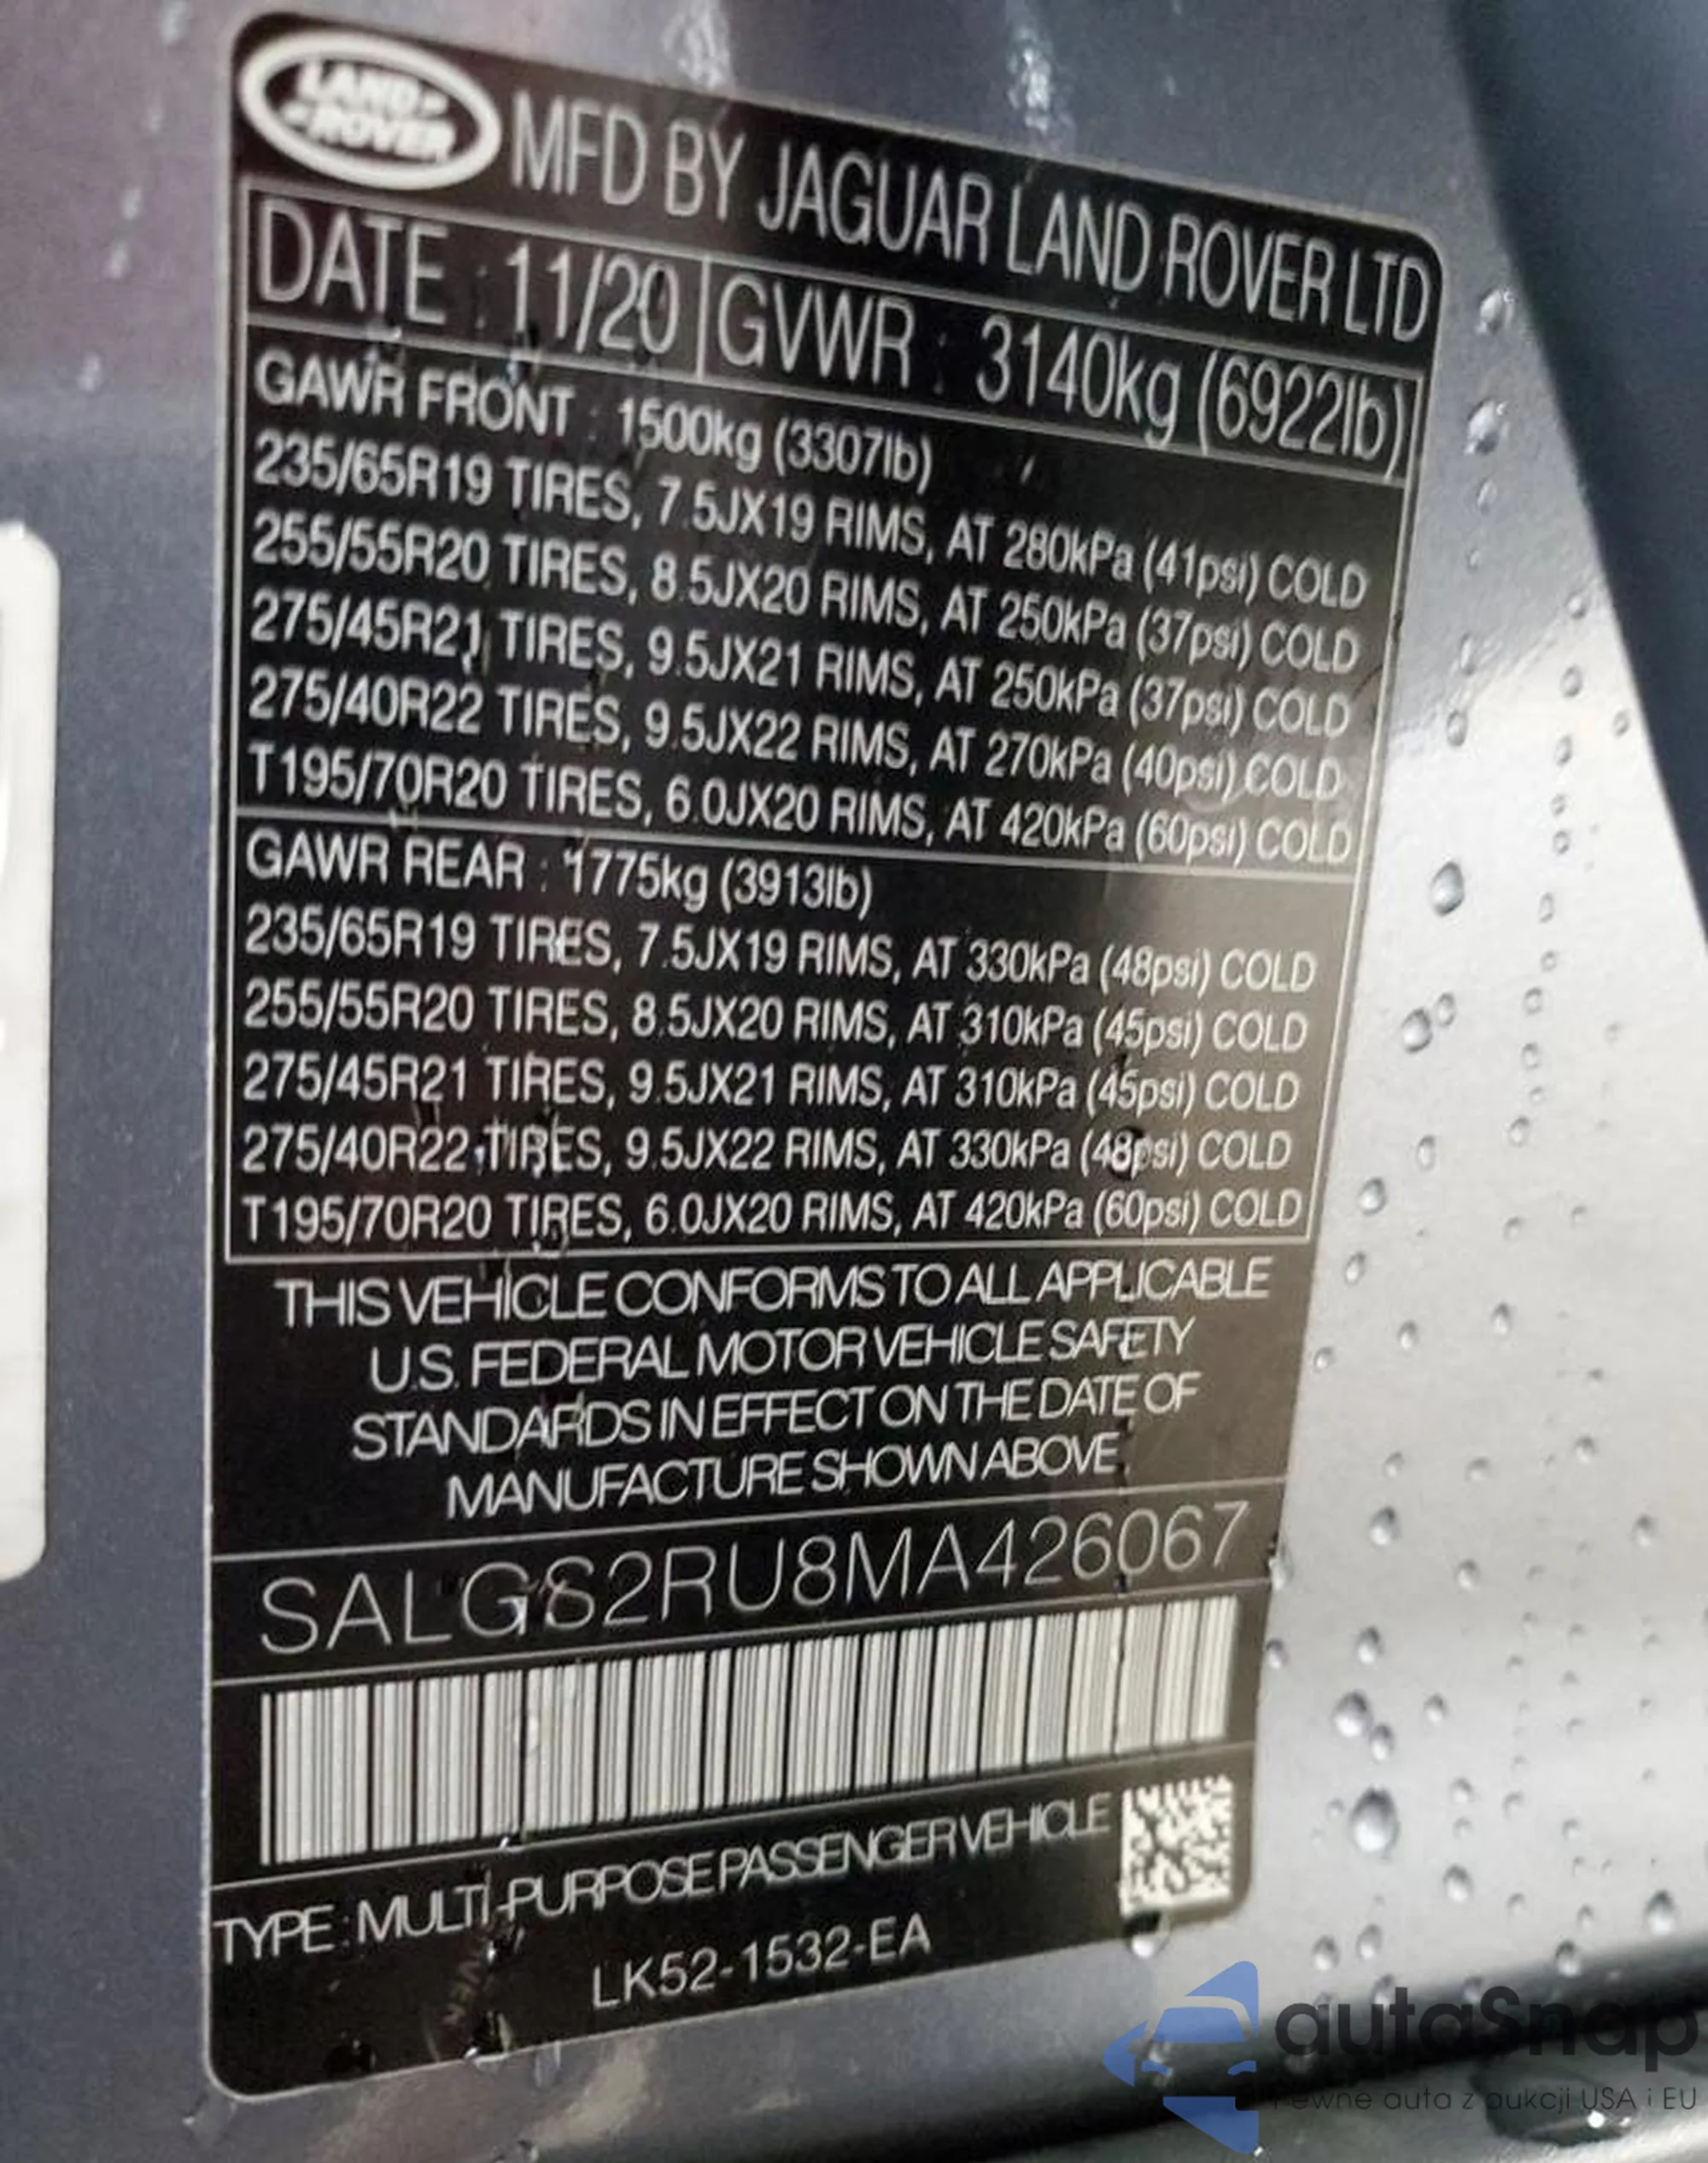 LAND ROVER
MFD BY JAGUAR LAND ROVER LTD
DATE : 11/20 GVWR : 3140kg (6922lb)
GAWR FRONT : 1500kg (3307lb)
235/65R19 TIRES, 7.5JX19 RIMS, AT 280kPa (41psi) COLD
255/55R20 TIRES, 8.5JX20 RIMS, AT 250kPa (37psi) COLD
275/45R21 TIRES, 9.5JX21 RIMS, AT 250kPa (37psi) COLD
275/40R22 TIRES, 9.5JX22 RIMS, AT 270kPa (40psi) COLD
T195/70R20 TIRES, 6.0JX20 RIMS, AT 420kPa (60psi) COLD
GAWR REAR : 1775kg (3913lb)
235/65R19 TIRES, 7.5JX19 RIMS, AT 330kPa (48psi) COLD
255/55R20 TIRES, 8.5JX20 RIMS, AT 310kPa (45psi) COLD
275/45R21 TIRES, 9.5JX21 RIMS, AT 310kPa (45psi) COLD
275/40R22 TIRES, 9.5JX22 RIMS, AT 330kPa (48psi) COLD
T195/70R20 TIRES, 6.0JX20 RIMS, AT 420kPa (60psi) COLD
THIS VEHICLE CONFORMS TO ALL APPLICABLE
U.S. FEDERAL MOTOR VEHICLE SAFETY
STANDARDS IN EFFECT ON THE DATE OF
MANUFACTURE SHOWN ABOVE
SALGS2RU8MA426067
TYPE : MULTI-PURPOSE PASSENGER VEHICLE
LK52-1532-EA
autaSnap
Pewne auta z aukcji USA i EU